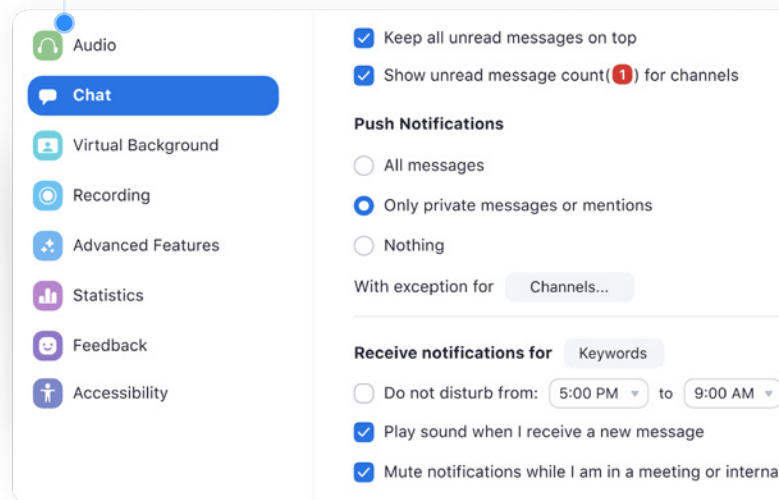 Audio
Chat
Virtual Background
Recording
Advanced Features
Statistics
Feedback
Accessibility
Keep all unread messages on top
Show unread message count(1) for channels
Push Notifications
All messages
Only private messages or mentions
Nothing
With exception for Channels...
Receive notifications for Keywords
Do not disturb from: 5:00 PM to 9:00 AM
Play sound when I receive a new message
Mute notifications while I am in a meeting or